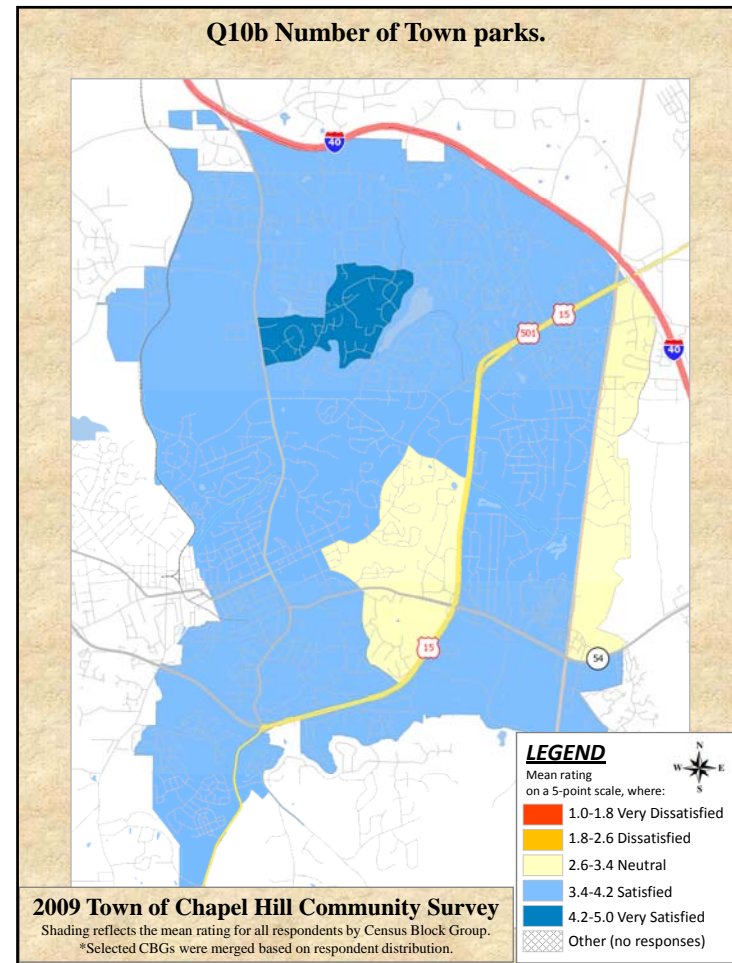 Q10b Number of Town parks.
40
15
501
40
15
54
LEGEND
N
W E
S
Mean rating
on a 5-point scale, where:
1.0-1.8 Very Dissatisfied
1.8-2.6 Dissatisfied
2.6-3.4 Neutral
3.4-4.2 Satisfied
4.2-5.0 Very Satisfied
Other (no responses)
2009 Town of Chapel Hill Community Survey
Shading reflects the mean rating for all respondents by Census Block Group.
*Selected CBGs were merged based on respondent distribution.